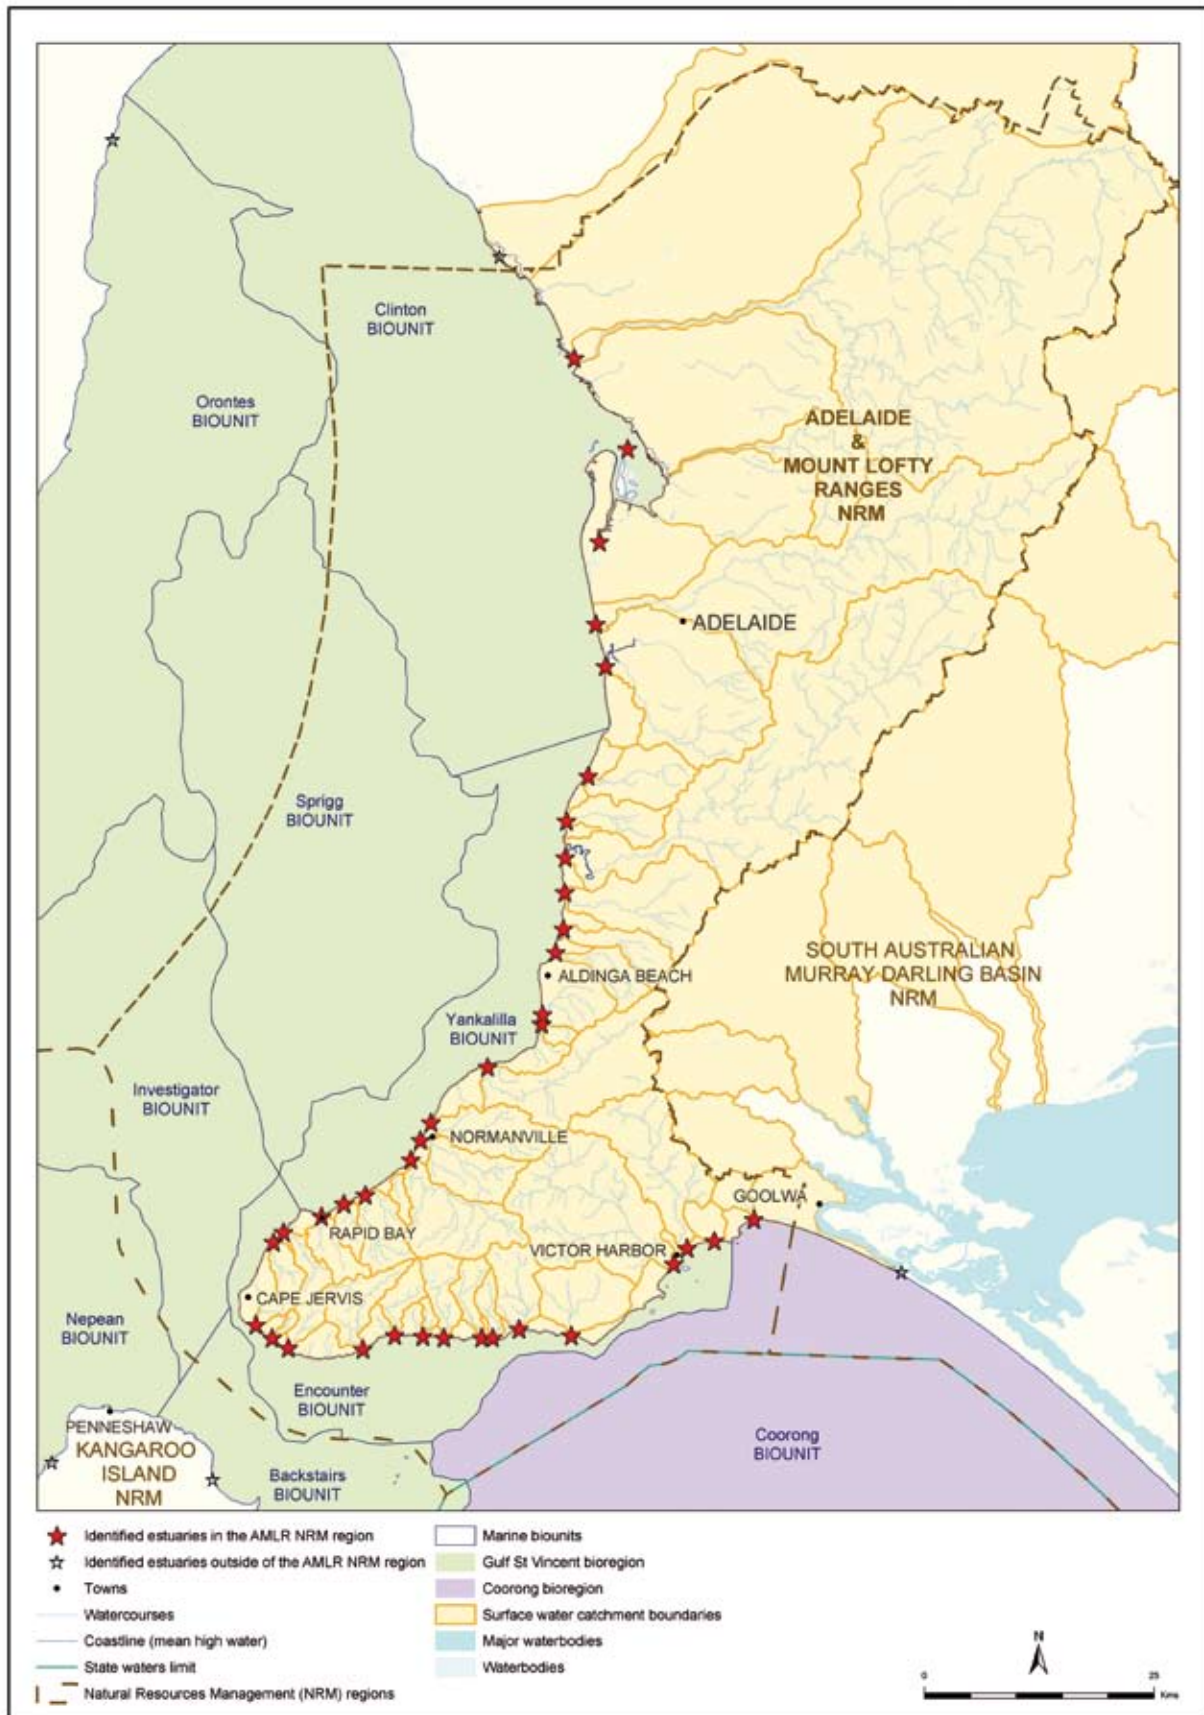 Clinton
BIOUNIT
Orontes
BIOUNIT
ADELAIDE
&
MOUNT LOFTY
RANGES
NRM
ADELAIDE
Sprigg
BIOUNIT
SOUTH AUSTRALIAN
MURRAY DARLING BASIN
NRM
ALDINGA BEACH
Yankalilla
BIOUNIT
Investigator
BIOUNIT
NORMANVILLE
GOOLWA
RAPID BAY
VICTOR HARBOR
CAPE JERVIS
Nepean
BIOUNIT
Encounter
BIOUNIT
PENNESHAW
KANGAROO
ISLAND
NRM
Coorong
BIOUNIT
Backstairs
BIOUNIT
Identified estuaries in the AMLR NRM region
Identified estuaries outside of the AMLR NRM region
Towns
Watercourses
Coastline (mean high water)
State waters limit
Natural Resources Management (NRM) regions
Marine biounits
Gulf St Vincent bioregion
Coorong bioregion
Surface water catchment boundaries
Major waterbodies
Waterbodies
N
0 25
Kms